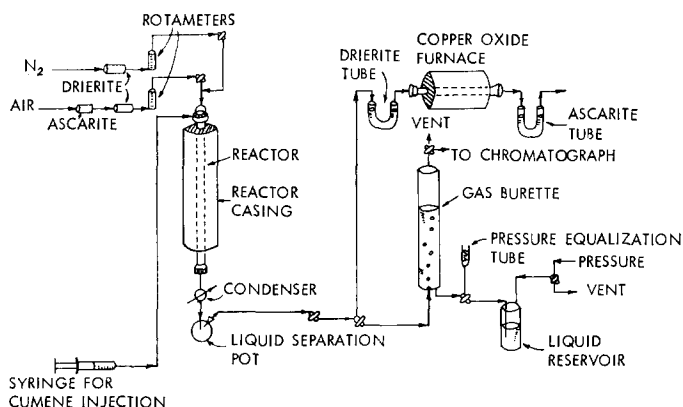 ROTAMETERS
N2
DRIERITE
AIR
ASCARITE
REACTOR
REACTOR
CASING
CONDENSER
LIQUID SEPARATION
POT
SYRINGE FOR
CUMENE INJECTION
DRIERITE
TUBE
COPPER OXIDE
FURNACE
ASCARITE
TUBE
VENT
TO CHROMATOGRAPH
GAS BURETTE
PRESSURE EQUALIZATION
TUBE
PRESSURE
VENT
LIQUID
RESERVOIR